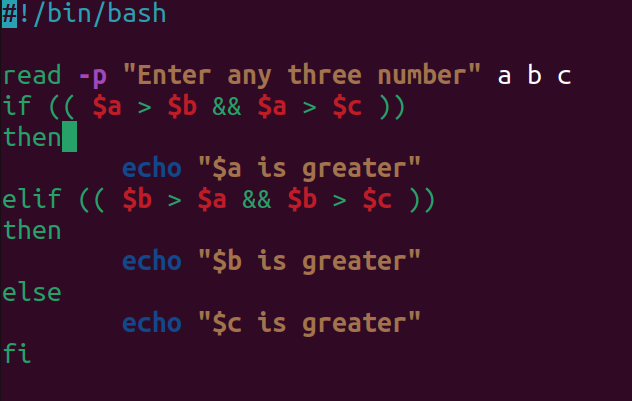 #!/bin/bash
read -p "Enter any three number" a b c
if (( $a > $b && $a > $c ))
then
        echo "$a is greater"
elif (( $b > $a && $b > $c ))
then
        echo "$b is greater"
else
        echo "$c is greater"
fi